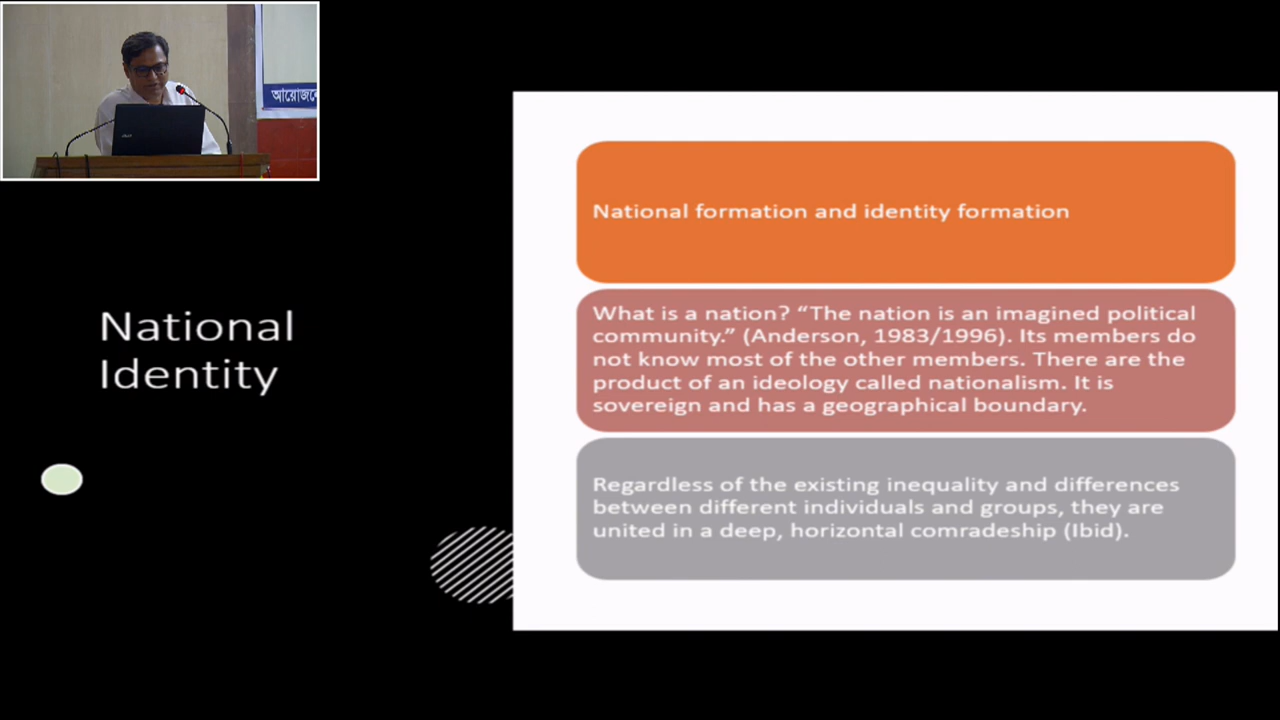 আয়োজনে
acer
National
Identity
National formation and identity formation
What is a nation? “The nation is an imagined political
community.” (Anderson, 1983/1996). Its members do
not know most of the other members. There are the
product of an ideology called nationalism. It is
sovereign and has a geographical boundary.
Regardless of the existing inequality and differences
between different individuals and groups, they are
united in a deep, horizontal comradeship (Ibid).